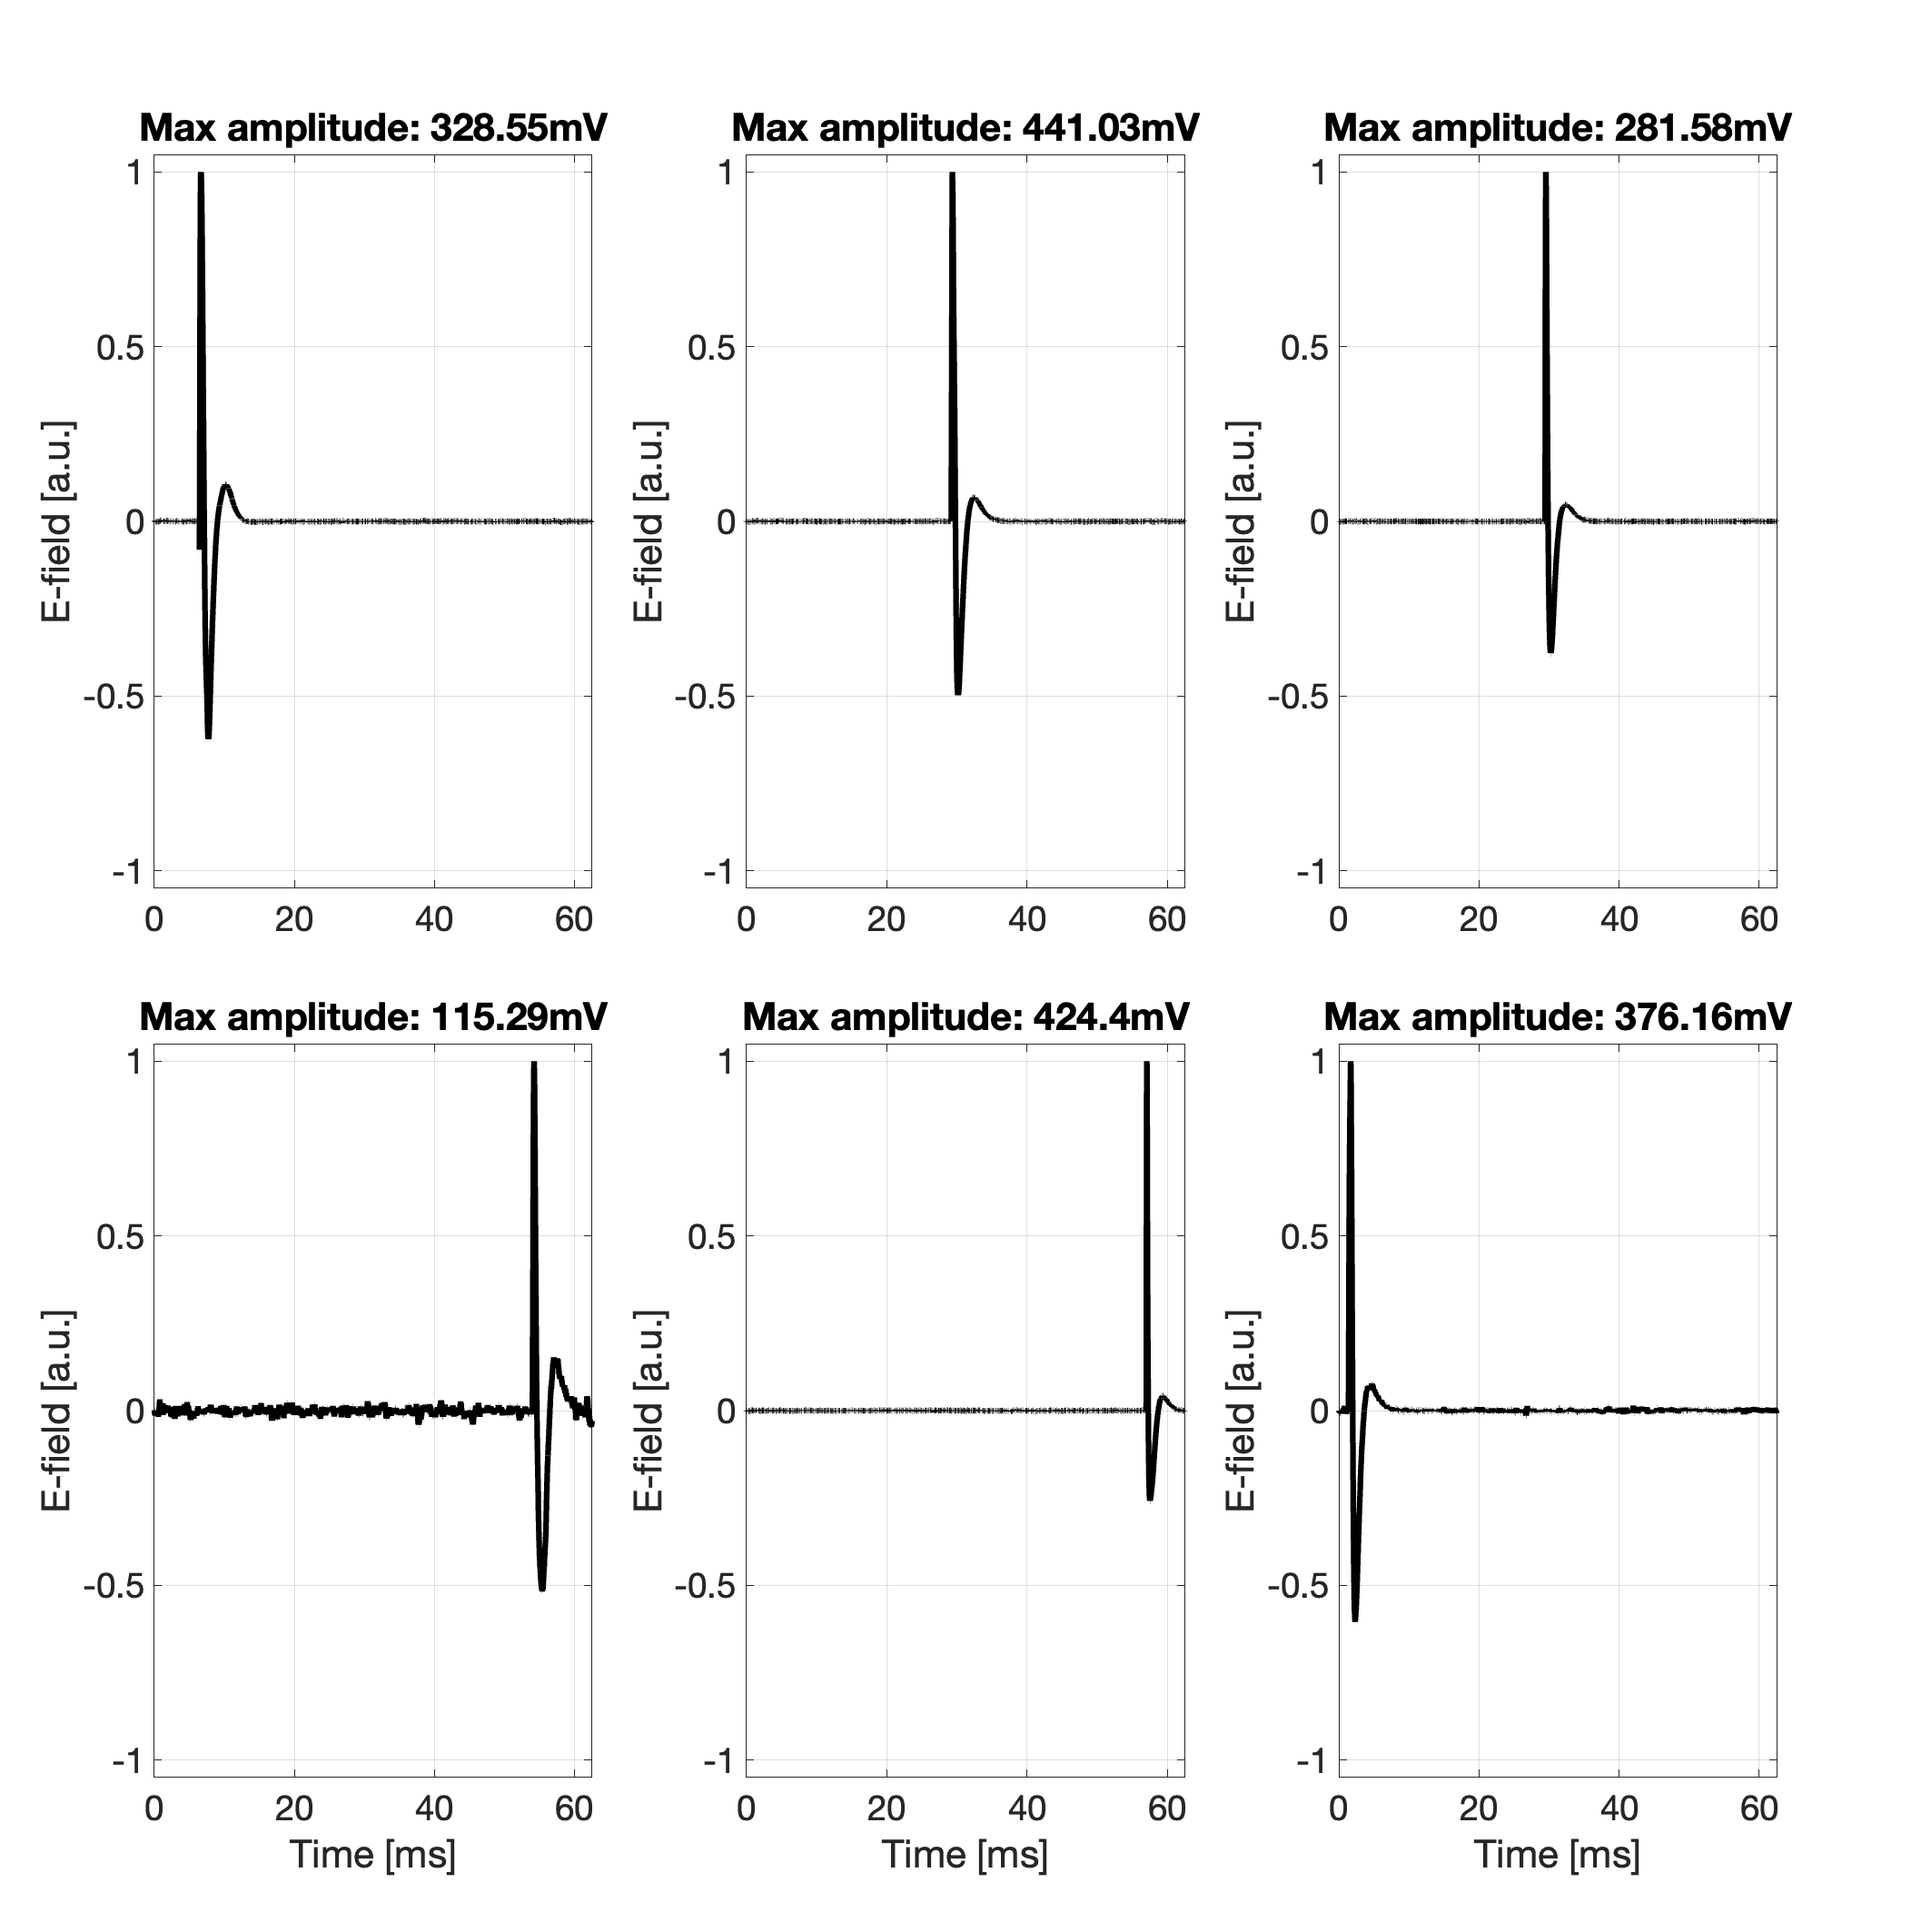 Max amplitude: 328.55mV
1
0.5
0
-0.5
-1
E-field [a.u.]
0 20 40 60
Max amplitude: 441.03mV
1
0.5
0
-0.5
-1
E-field [a.u.]
0 20 40 60
Max amplitude: 281.58mV
1
0.5
0
-0.5
-1
E-field [a.u.]
0 20 40 60
Max amplitude: 115.29mV
1
0.5
0
-0.5
-1
E-field [a.u.]
0 20 40 60
Time [ms]
Max amplitude: 424.4mV
1
0.5
0
-0.5
-1
E-field [a.u.]
0 20 40 60
Time [ms]
Max amplitude: 376.16mV
1
0.5
0
-0.5
-1
E-field [a.u.]
0 20 40 60
Time [ms]